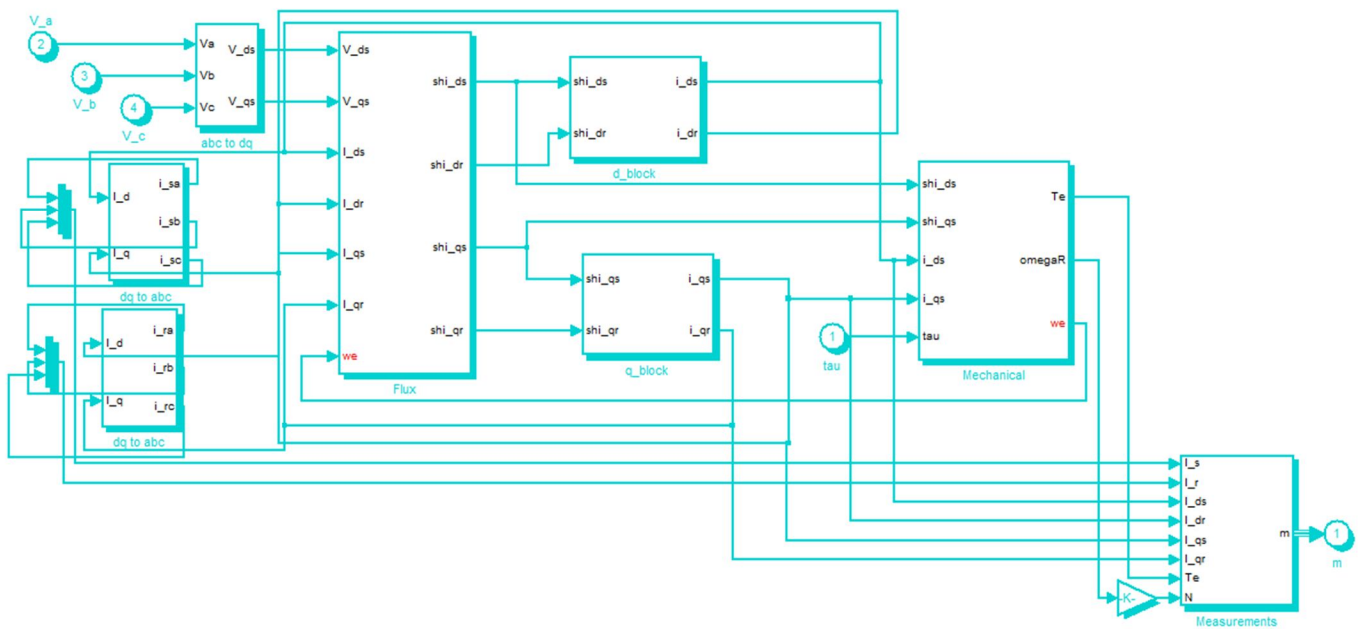 V_a
2
3
V_b
4
V_c
Va
Vb
Vc
V_ds
V_qs
abc to dq
I_d
I_q
i_sa
i_sb
i_sc
dq to abc
I_d
I_q
i_ra
i_rb
i_rc
dq to abc
V_ds
V_qs
I_ds
I_dr
I_qs
I_qr
we
shi_ds
shi_dr
shi_qs
shi_qr
Flux
shi_ds
shi_dr
i_ds
i_dr
d_block
shi_qs
shi_qr
i_qs
i_qr
q_block
1
tau
shi_ds
shi_qs
i_ds
i_qs
tau
Te
omegaR
we
Mechanical
-K-
I_s
I_r
I_ds
I_dr
I_qs
I_qr
Te
N
m
Measurements
1
m